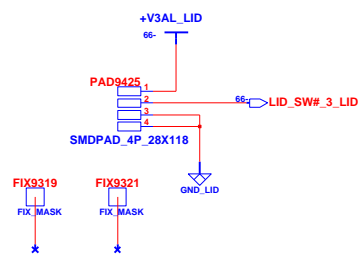 +V3AL_LID
66-
PAD9425
1
2
3
4
66-
LID_SW#_3_LID
SMDPAD_4P_28X118
GND_LID
FIX9319
FIX9321
FIX_MASK
FIX_MASK